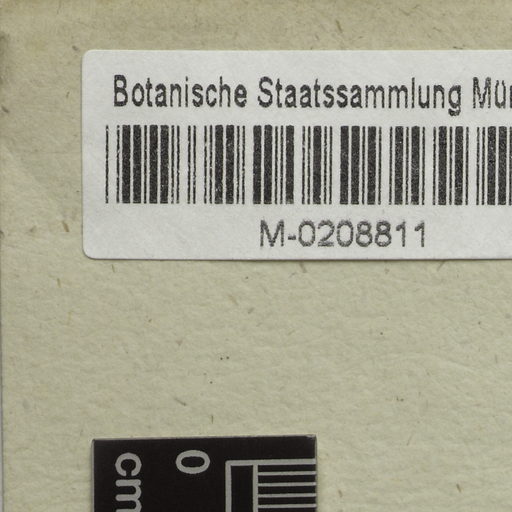 Botanische Staatssammlung Mün
M-0208811
0
cm